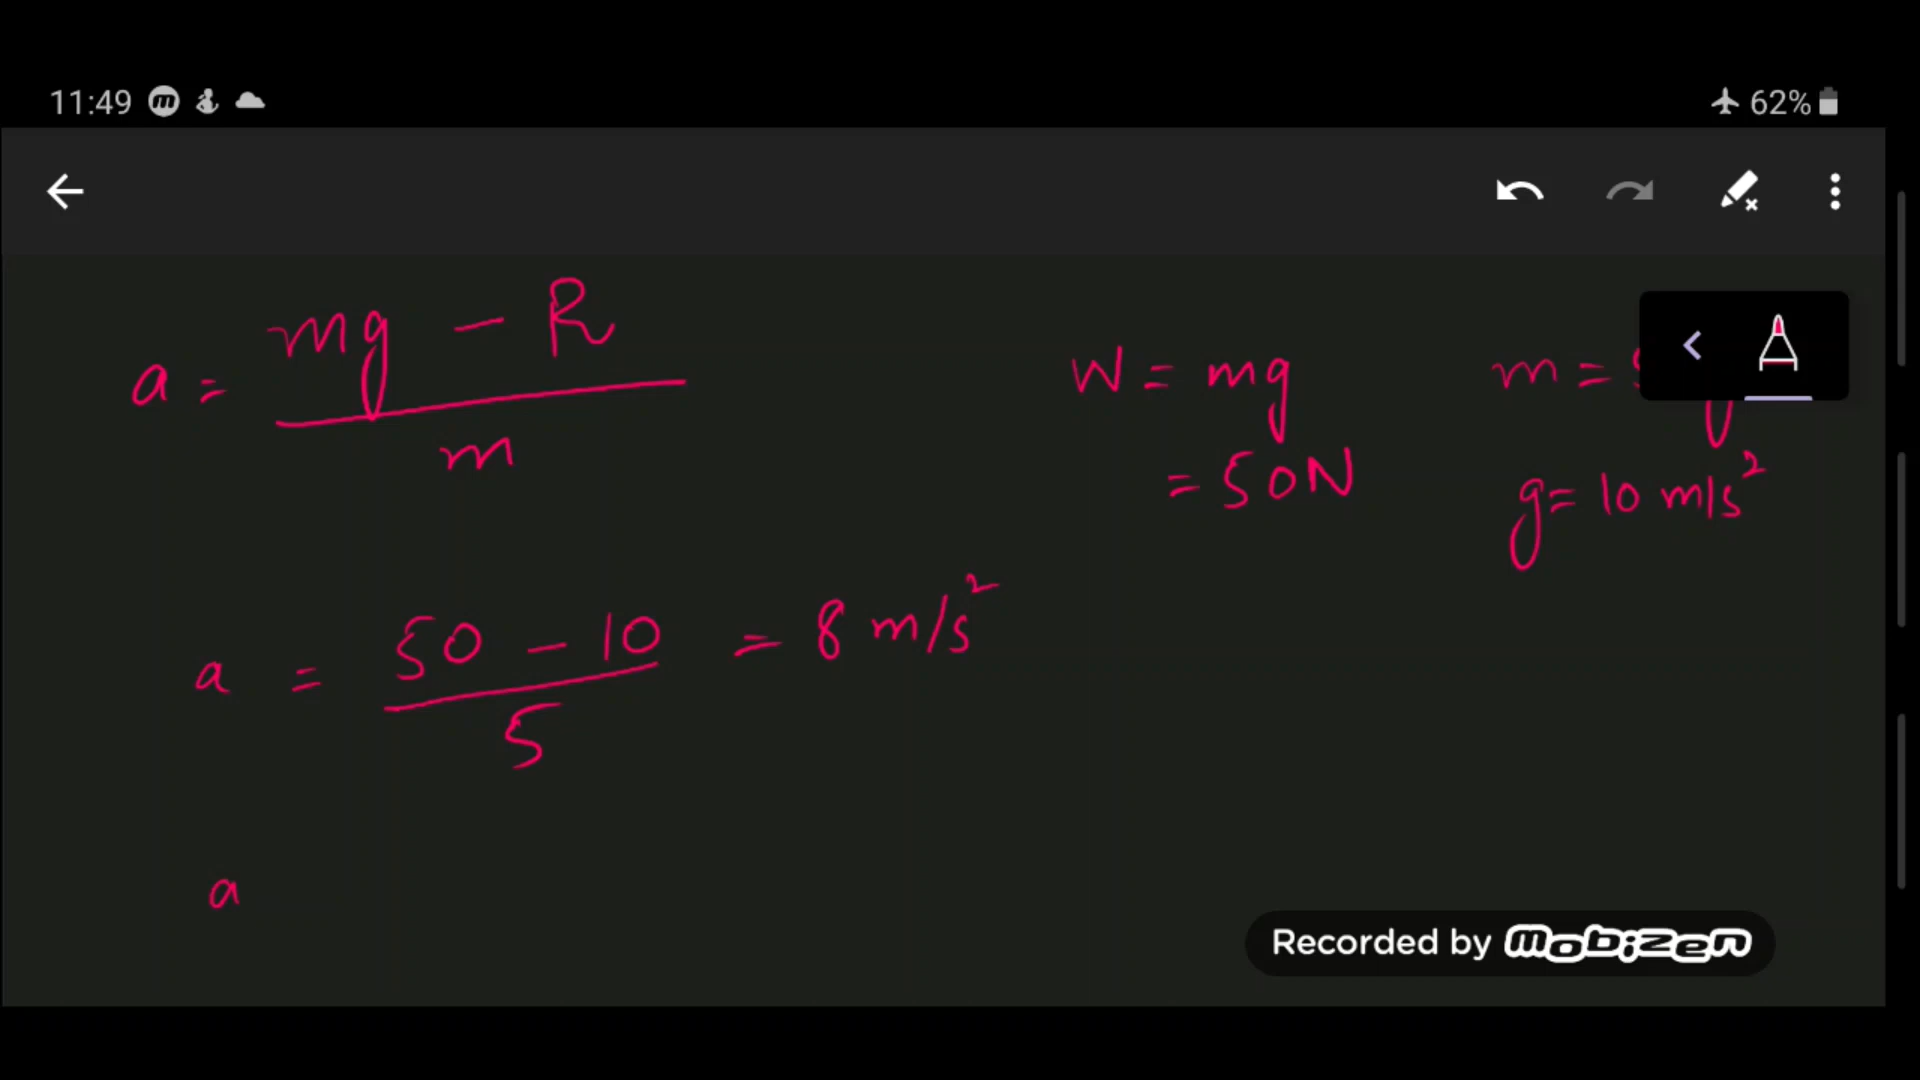 11:49 62%
a = mg - R / m
W = mg
= 50N
m =
g = 10 m/s²
a = 50 - 10 / 5 = 8 m/s²
a
Recorded by mobizen